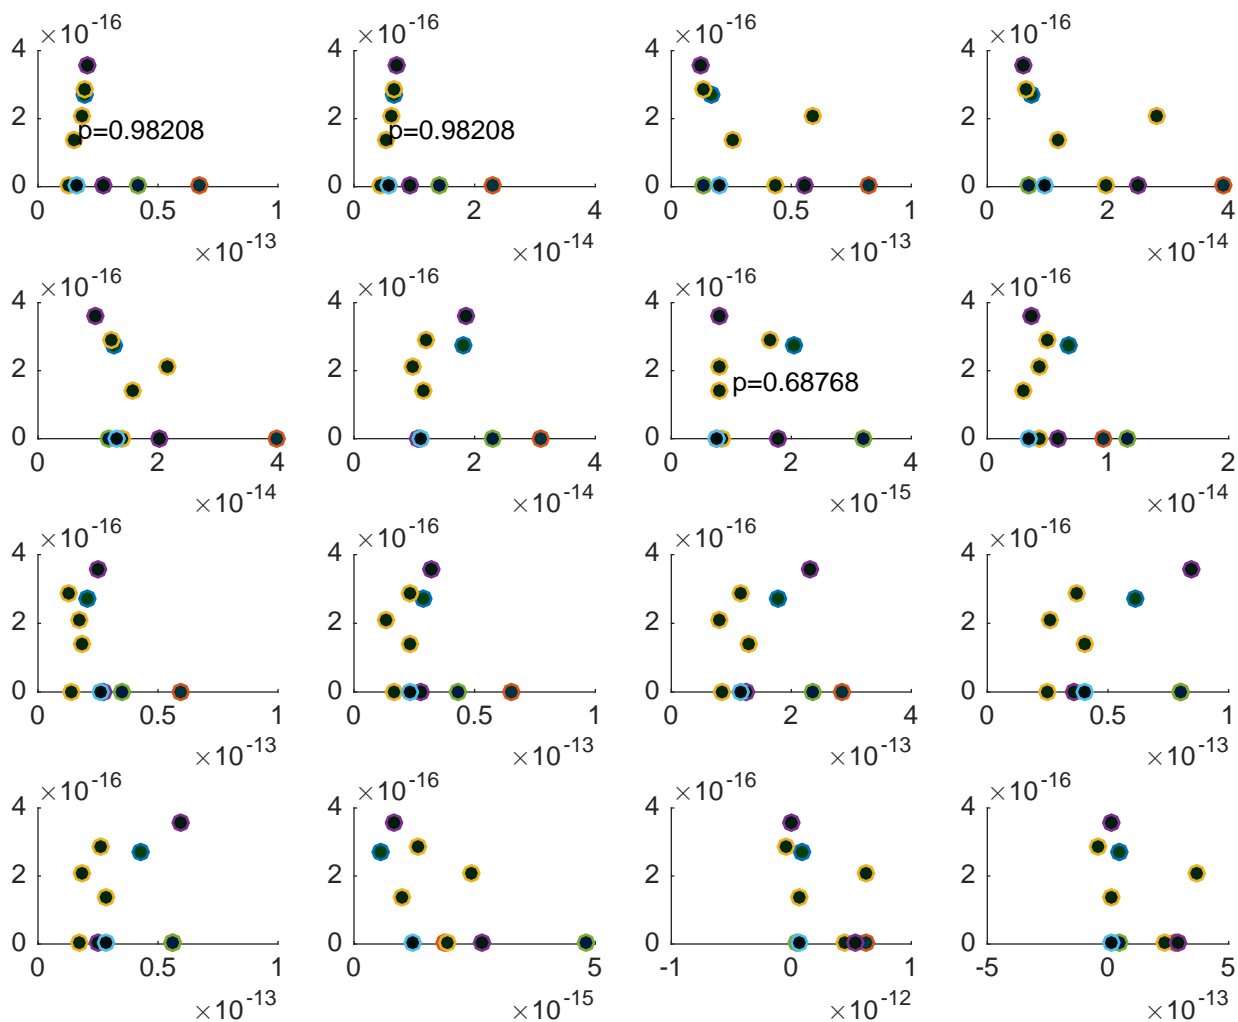 ×10-16 ×10-16 ×10-16 ×10-16
4 4 4 4
2 2 2 2
p=0.98208 p=0.98208
0 0 0 0
0 0.5 1 0 2 4 0 0.5 1 0 2 4
×10-13 ×10-14 ×10-13 ×10-14
×10-16 ×10-16 ×10-16 ×10-16
4 4 4 4
2 2 2 2
p=0.68768
0 0 0 0
0 2 4 0 1 2 3 4 0 2 4 0 1 2
×10-14 ×10-14 ×10-15 ×10-14
×10-16 ×10-16 ×10-16 ×10-16
4 4 4 4
2 2 2 2
0 0 0 0
0 0.5 1 0 0.5 1 0 2 4 0 0.5 1
×10-13 ×10-13 ×10-13 ×10-13
×10-16 ×10-16 ×10-16 ×10-16
4 4 4 4
2 2 2 2
0 0 0 0
0 0.5 1 0 5 -1 0 1 -5 0 5
×10-13 ×10-15 ×10-12 ×10-13